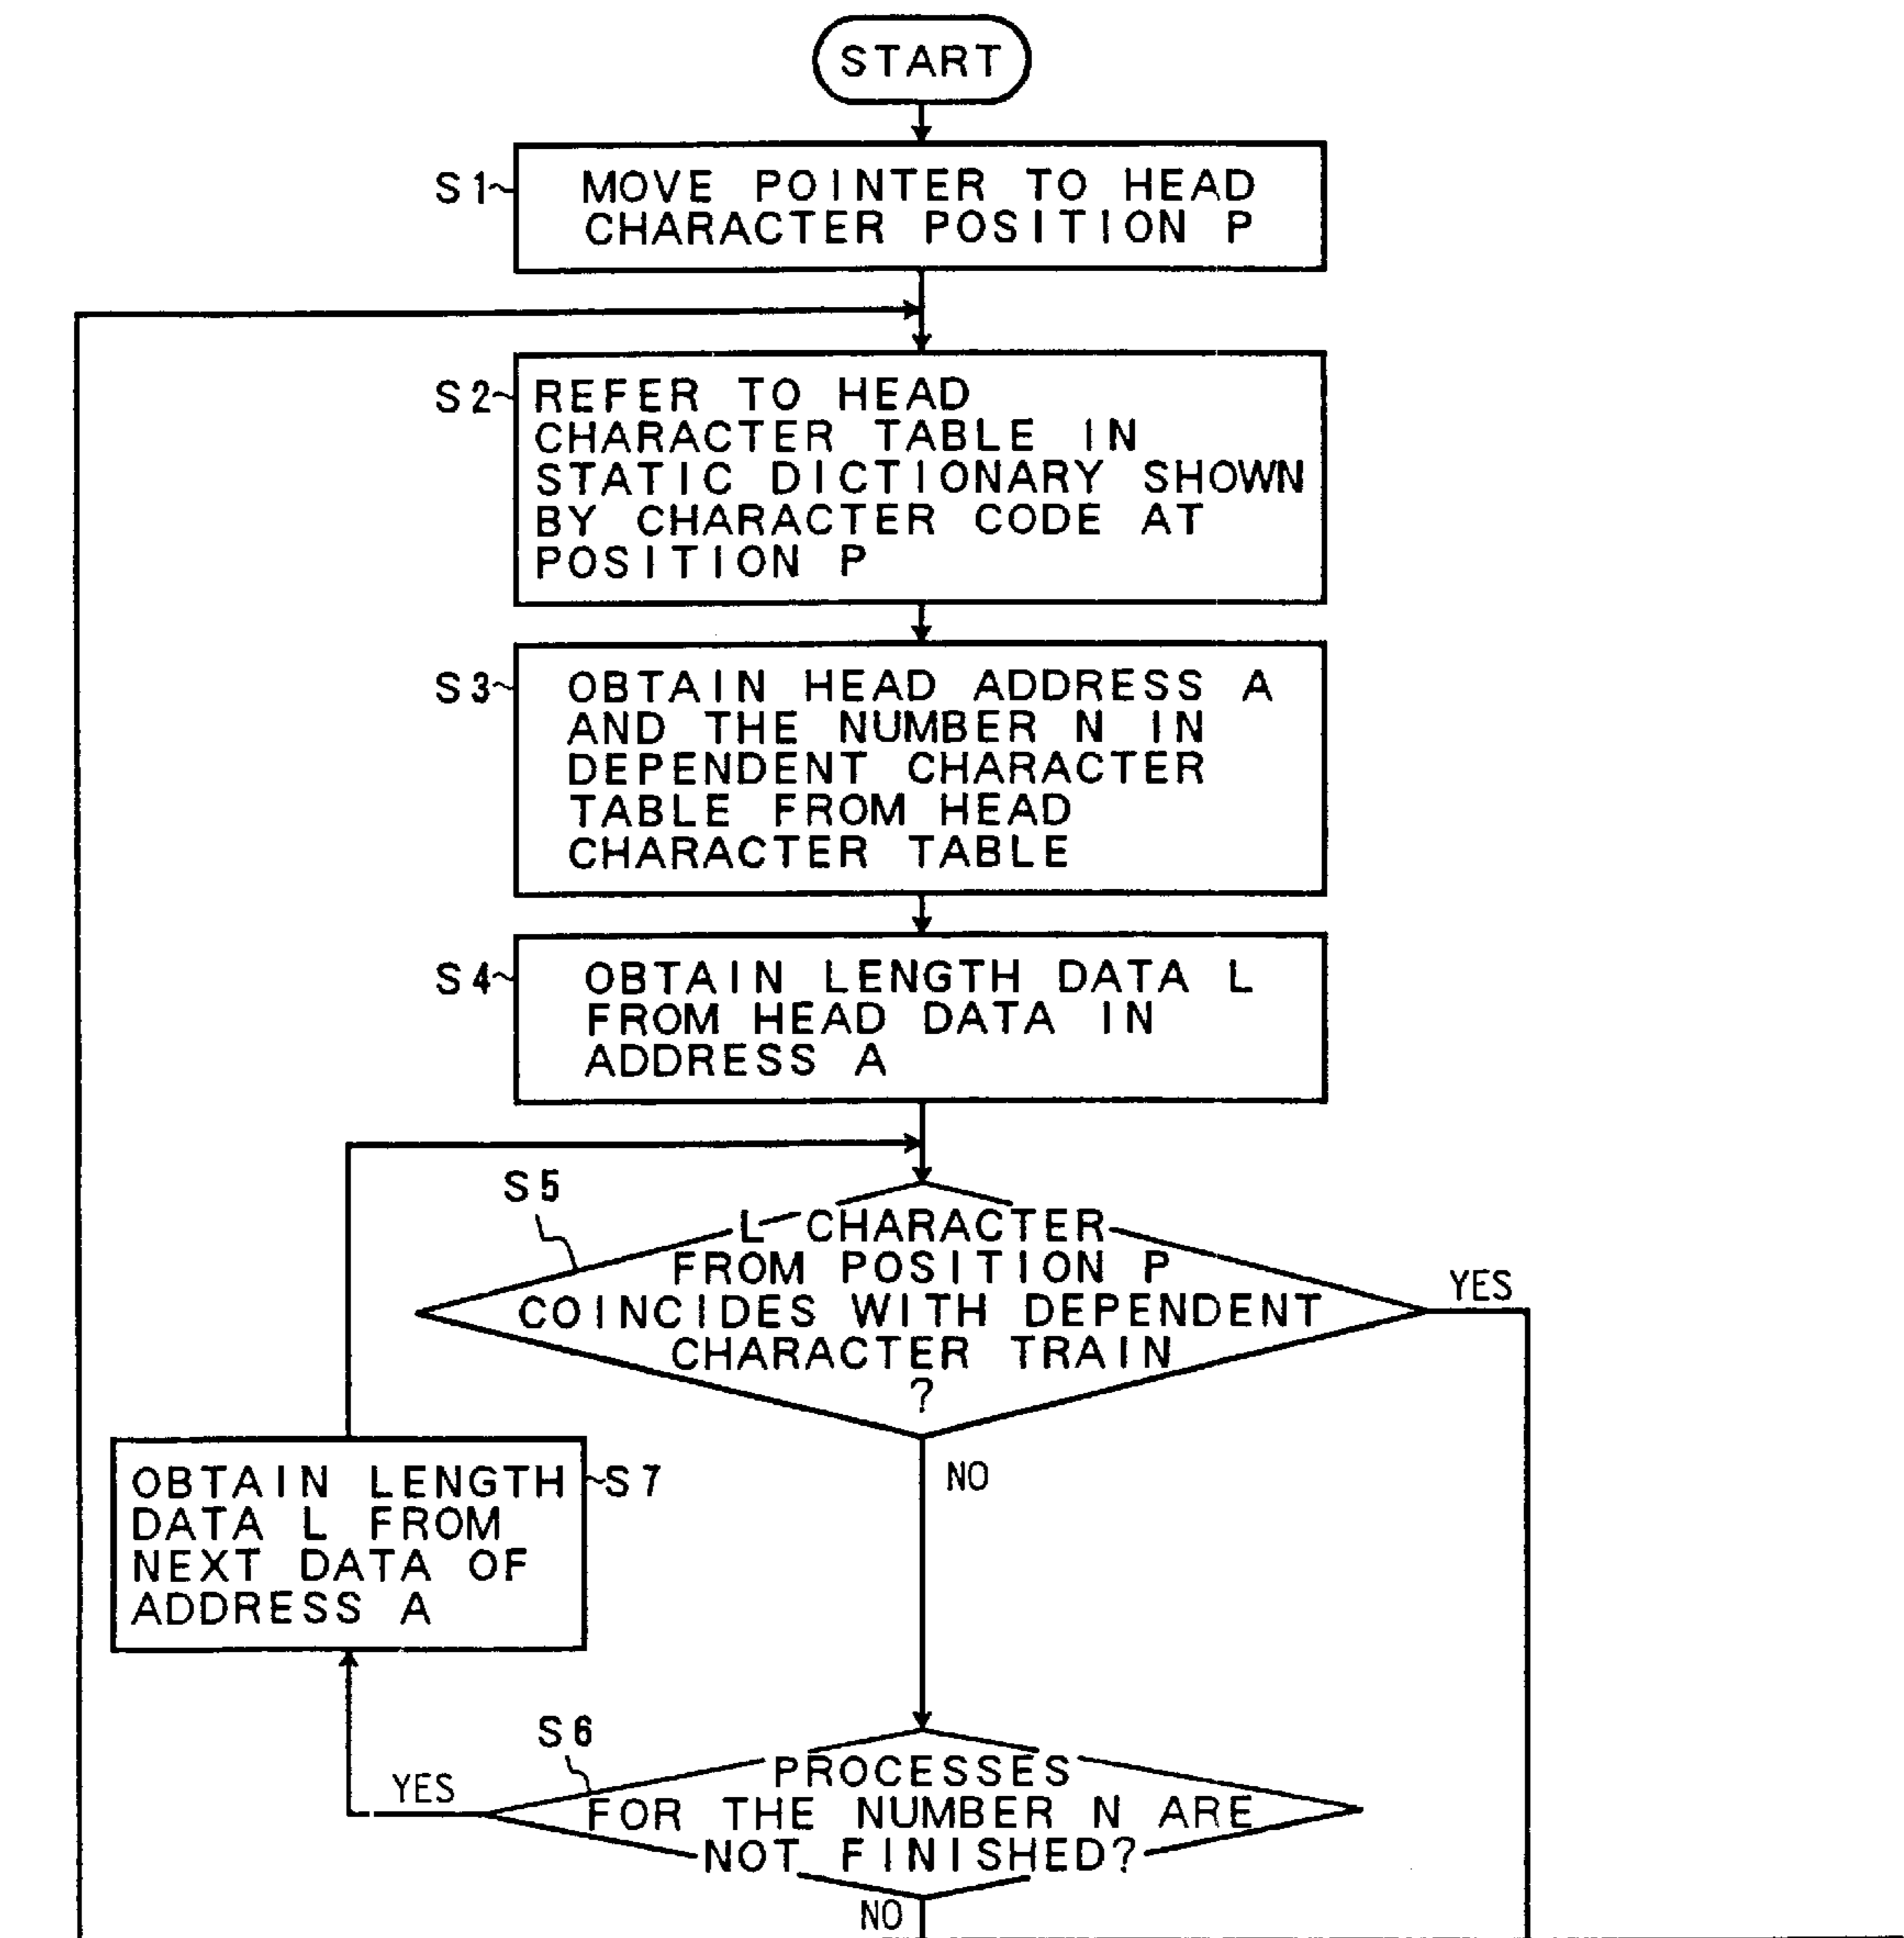 START
S1
MOVE POINTER TO HEAD
CHARACTER POSITION P
S2
REFER TO HEAD
CHARACTER TABLE IN
STATIC DICTIONARY SHOWN
BY CHARACTER CODE AT
POSITION P
S3
OBTAIN HEAD ADDRESS A
AND THE NUMBER N IN
DEPENDENT CHARACTER
TABLE FROM HEAD
CHARACTER TABLE
S4
OBTAIN LENGTH DATA L
FROM HEAD DATA IN
ADDRESS A
S5
L CHARACTER
FROM POSITION P
COINCIDES WITH DEPENDENT
CHARACTER TRAIN
?
YES
NO
S7
OBTAIN LENGTH
DATA L FROM
NEXT DATA OF
ADDRESS A
S6
PROCESSES
FOR THE NUMBER N ARE
NOT FINISHED?
YES
NO